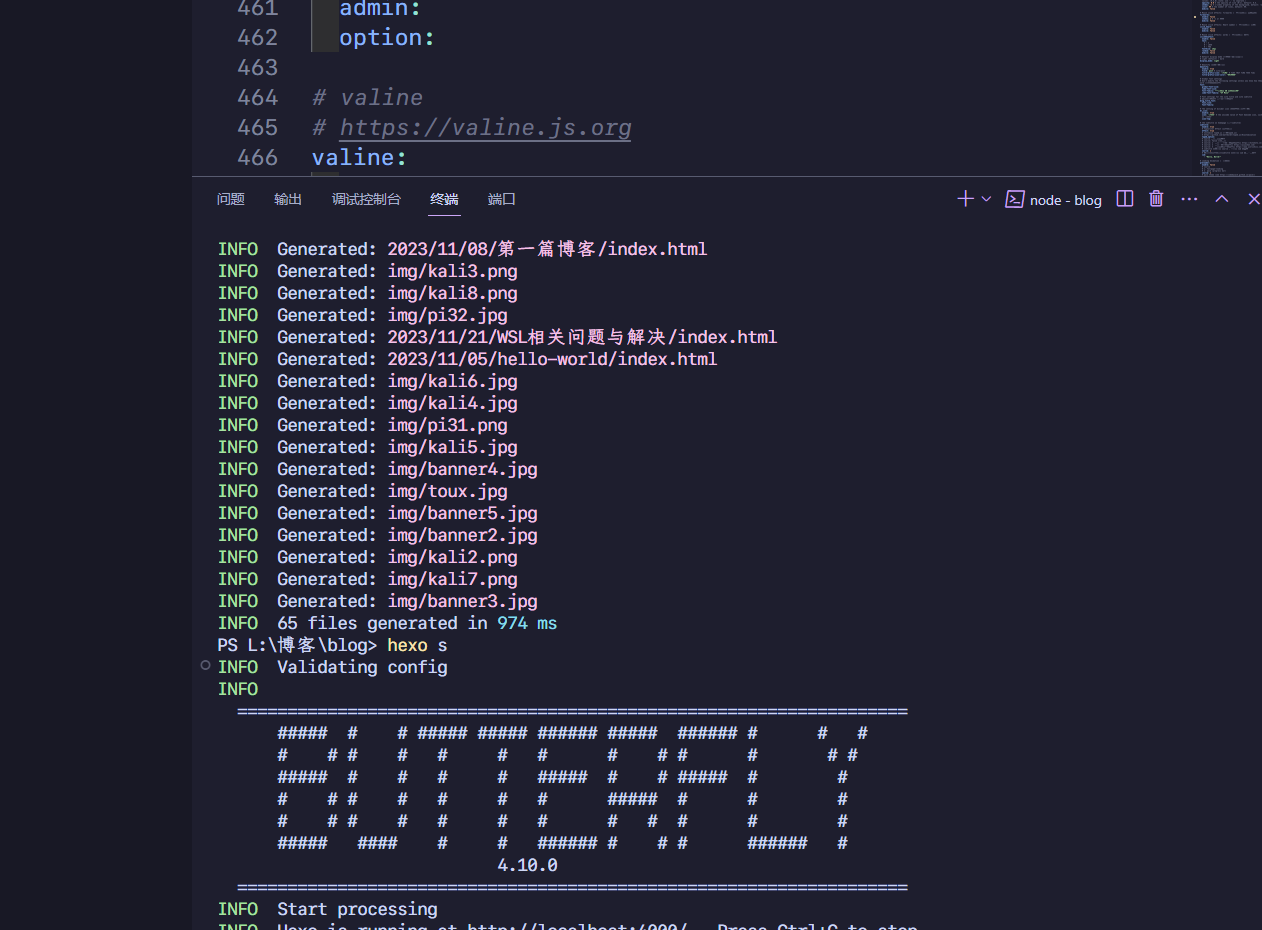 461 admin:
462 option:
463
464 # valine
465 # https://valine.js.org
466 valine:
问题 输出 调试控制台 终端 端口 node - blog
INFO Generated: 2023/11/08/第一篇博客/index.html
INFO Generated: img/kali3.png
INFO Generated: img/kali8.png
INFO Generated: img/pi32.jpg
INFO Generated: 2023/11/21/WSL相关问题与解决/index.html
INFO Generated: 2023/11/05/hello-world/index.html
INFO Generated: img/kali6.jpg
INFO Generated: img/kali4.jpg
INFO Generated: img/pi31.png
INFO Generated: img/kali5.jpg
INFO Generated: img/banner4.jpg
INFO Generated: img/toux.jpg
INFO Generated: img/banner5.jpg
INFO Generated: img/banner2.jpg
INFO Generated: img/kali2.png
INFO Generated: img/kali7.png
INFO Generated: img/banner3.jpg
INFO 65 files generated in 974 ms
PS L:\博客\blog> hexo s
INFO Validating config
INFO
===================================================================
##### # # ##### ##### ###### ##### ###### # # #
# # # # # # # # # # # # #
##### # # # # ##### # # ##### # #
# # # # # # # ##### # # #
# # # # # # # # # # # #
##### #### # # ###### # # # ###### #
4.10.0
===================================================================
INFO Start processing
INFO Hexo is running at http://localhost:4000/ . Press Ctrl+C to stop.